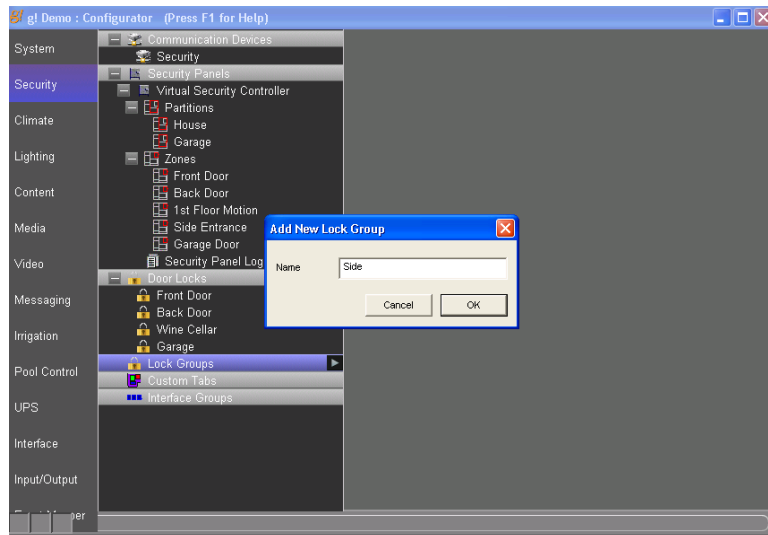 g! Demo : Configurator (Press F1 for Help)
System
Security
Climate
Lighting
Content
Media
Video
Messaging
Irrigation
Pool Control
UPS
Interface
Input/Output
Communication Devices
Security
Security Panels
Virtual Security Controller
Partitions
House
Garage
Zones
Front Door
Back Door
1st Floor Motion
Side Entrance
Garage Door
Security Panel Log
Door Locks
Front Door
Back Door
Wine Cellar
Garage
Lock Groups
Custom Tabs
Interface Groups
Add New Lock Group
Name
Side
Cancel
OK